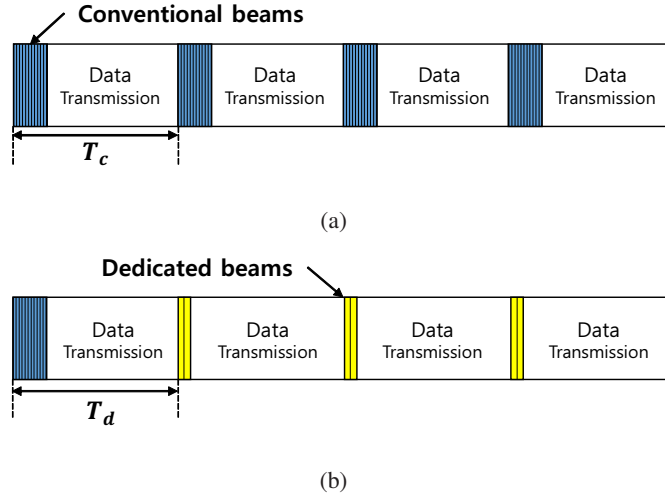 Conventional beams
Data
Transmission
Data
Transmission
Data
Transmission
Data
Transmission
T_c
(a)
Dedicated beams
Data
Transmission
Data
Transmission
Data
Transmission
Data
Transmission
T_d
(b)